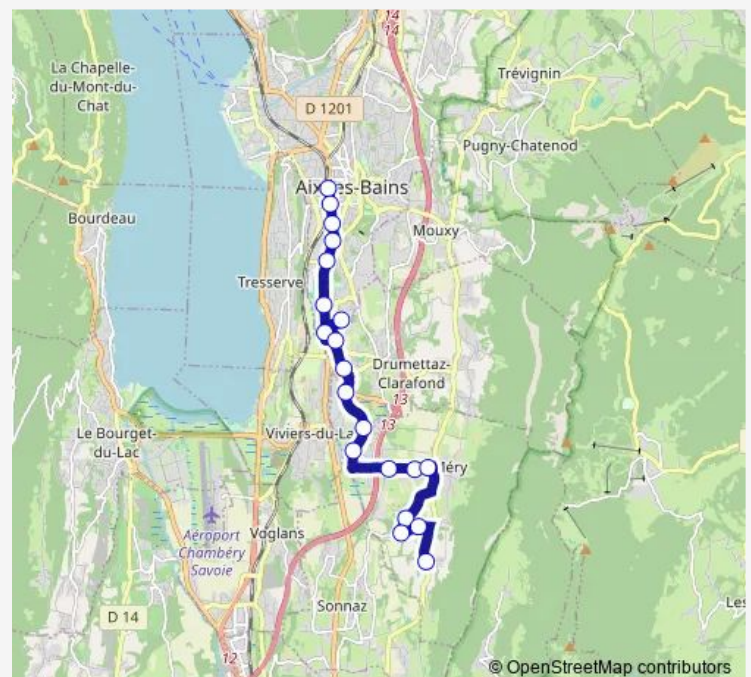 14
14
La Chapelle-
du-Mont-du-
Chat
Trévignin
D 1201
Pugny-Chatenod
Aix-les-Bains
Bourdeau
Mouxy
Tresserve
Drumettaz-
Clarafond
13
13
Le Bourget-
du-Lac
Viviers-du-La
Méry
Aéroport
Chambéry
Savoie
Voglans
Les
Sonnaz
D 14
12
© OpenStreetMap contributors